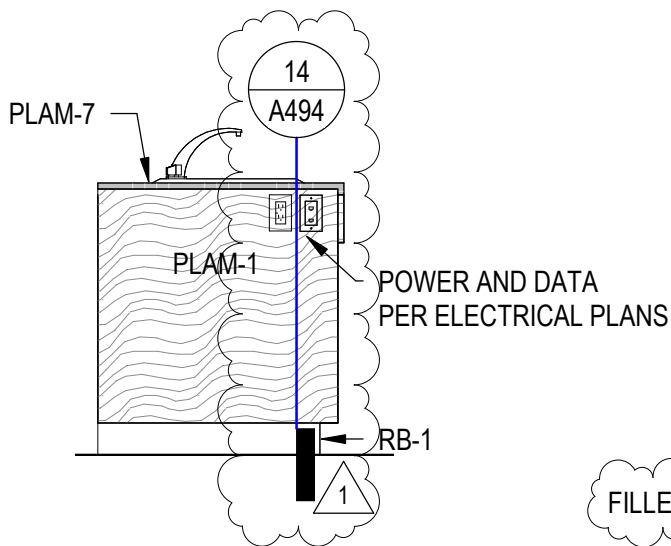 14
A494
PLAM-7
PLAM-1
POWER AND DATA
PER ELECTRICAL PLANS
RB-1
1
FILLE